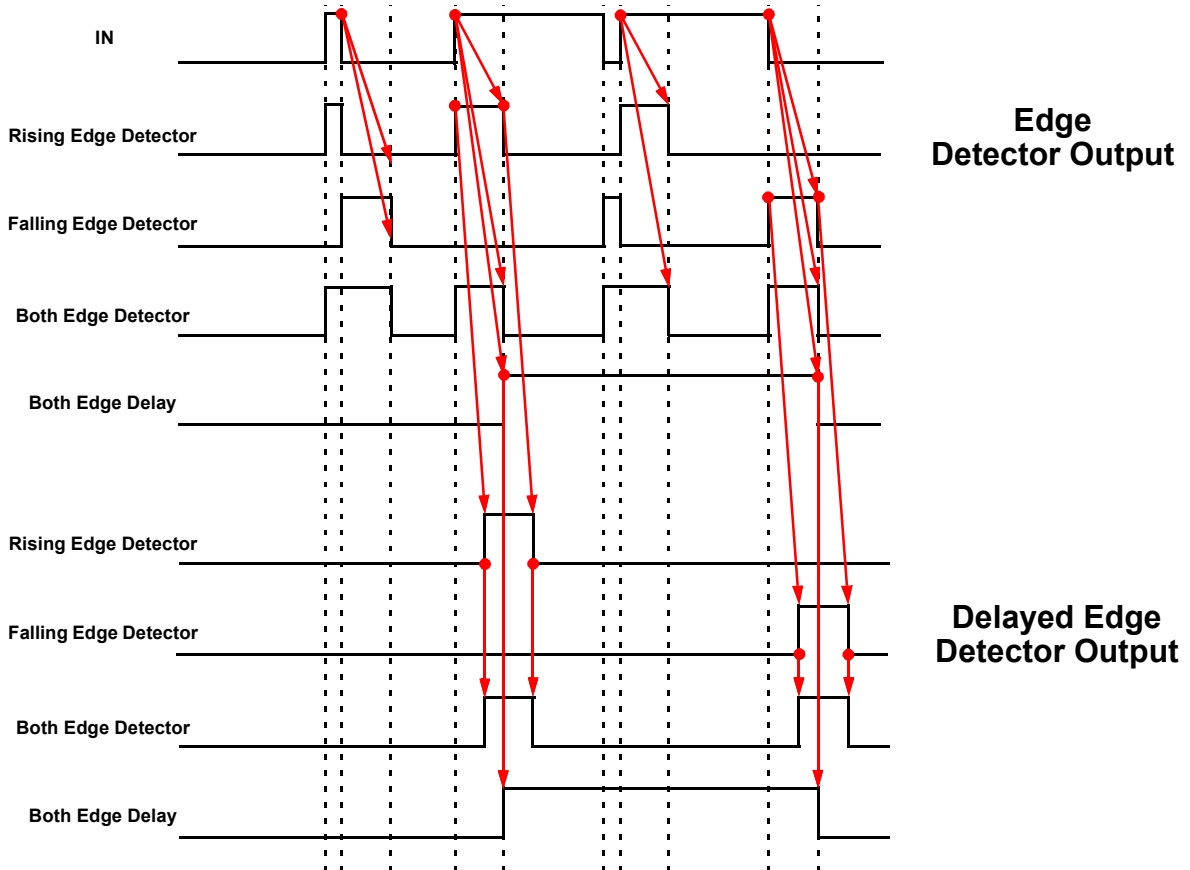 IN
Rising Edge Detector
Edge
Detector Output
Falling Edge Detector
Both Edge Detector
Both Edge Delay
Rising Edge Detector
Falling Edge Detector
Delayed Edge
Detector Output
Both Edge Detector
Both Edge Delay